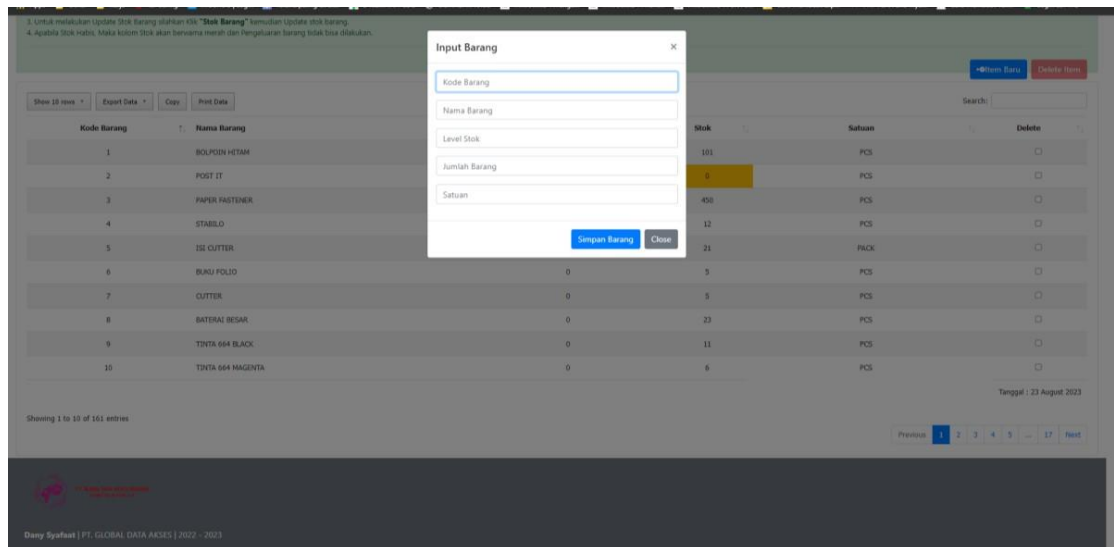 3. Untuk melakukan Update Stok Barang silahkan Klik "Stok Barang" kemudian Update stok barang.
4. Apabila Stok Habis, Maka kolom Stok akan berwarna merah dan Pengeluaran barang tidak bisa dilakukan.
Input Barang ×
Kode Barang
Nama Barang
Level Stok
Jumlah Barang
Satuan
Simpan Barang Close
Item Baru Delete Item
Show 10 rows Export Data Copy Print Data Search:
Kode Barang Nama Barang Stok Satuan Delete
1 BOLPOIN HITAM 101 PCS
2 POST IT 0 PCS
3 PAPER FASTENER 450 PCS
4 STABILO 12 PCS
5 ISI CUTTER 21 PACK
6 BUKU FOLIO 0 5 PCS
7 CUTTER 0 5 PCS
8 BATERAI BESAR 0 23 PCS
9 TINTA 664 BLACK 0 11 PCS
10 TINTA 664 MAGENTA 0 6 PCS
Tanggal : 23 August 2023
Showing 1 to 10 of 161 entries
Previous 1 2 3 4 5 ... 17 Next
Dany Syafaat | PT. GLOBAL DATA AKSES | 2022 - 2023